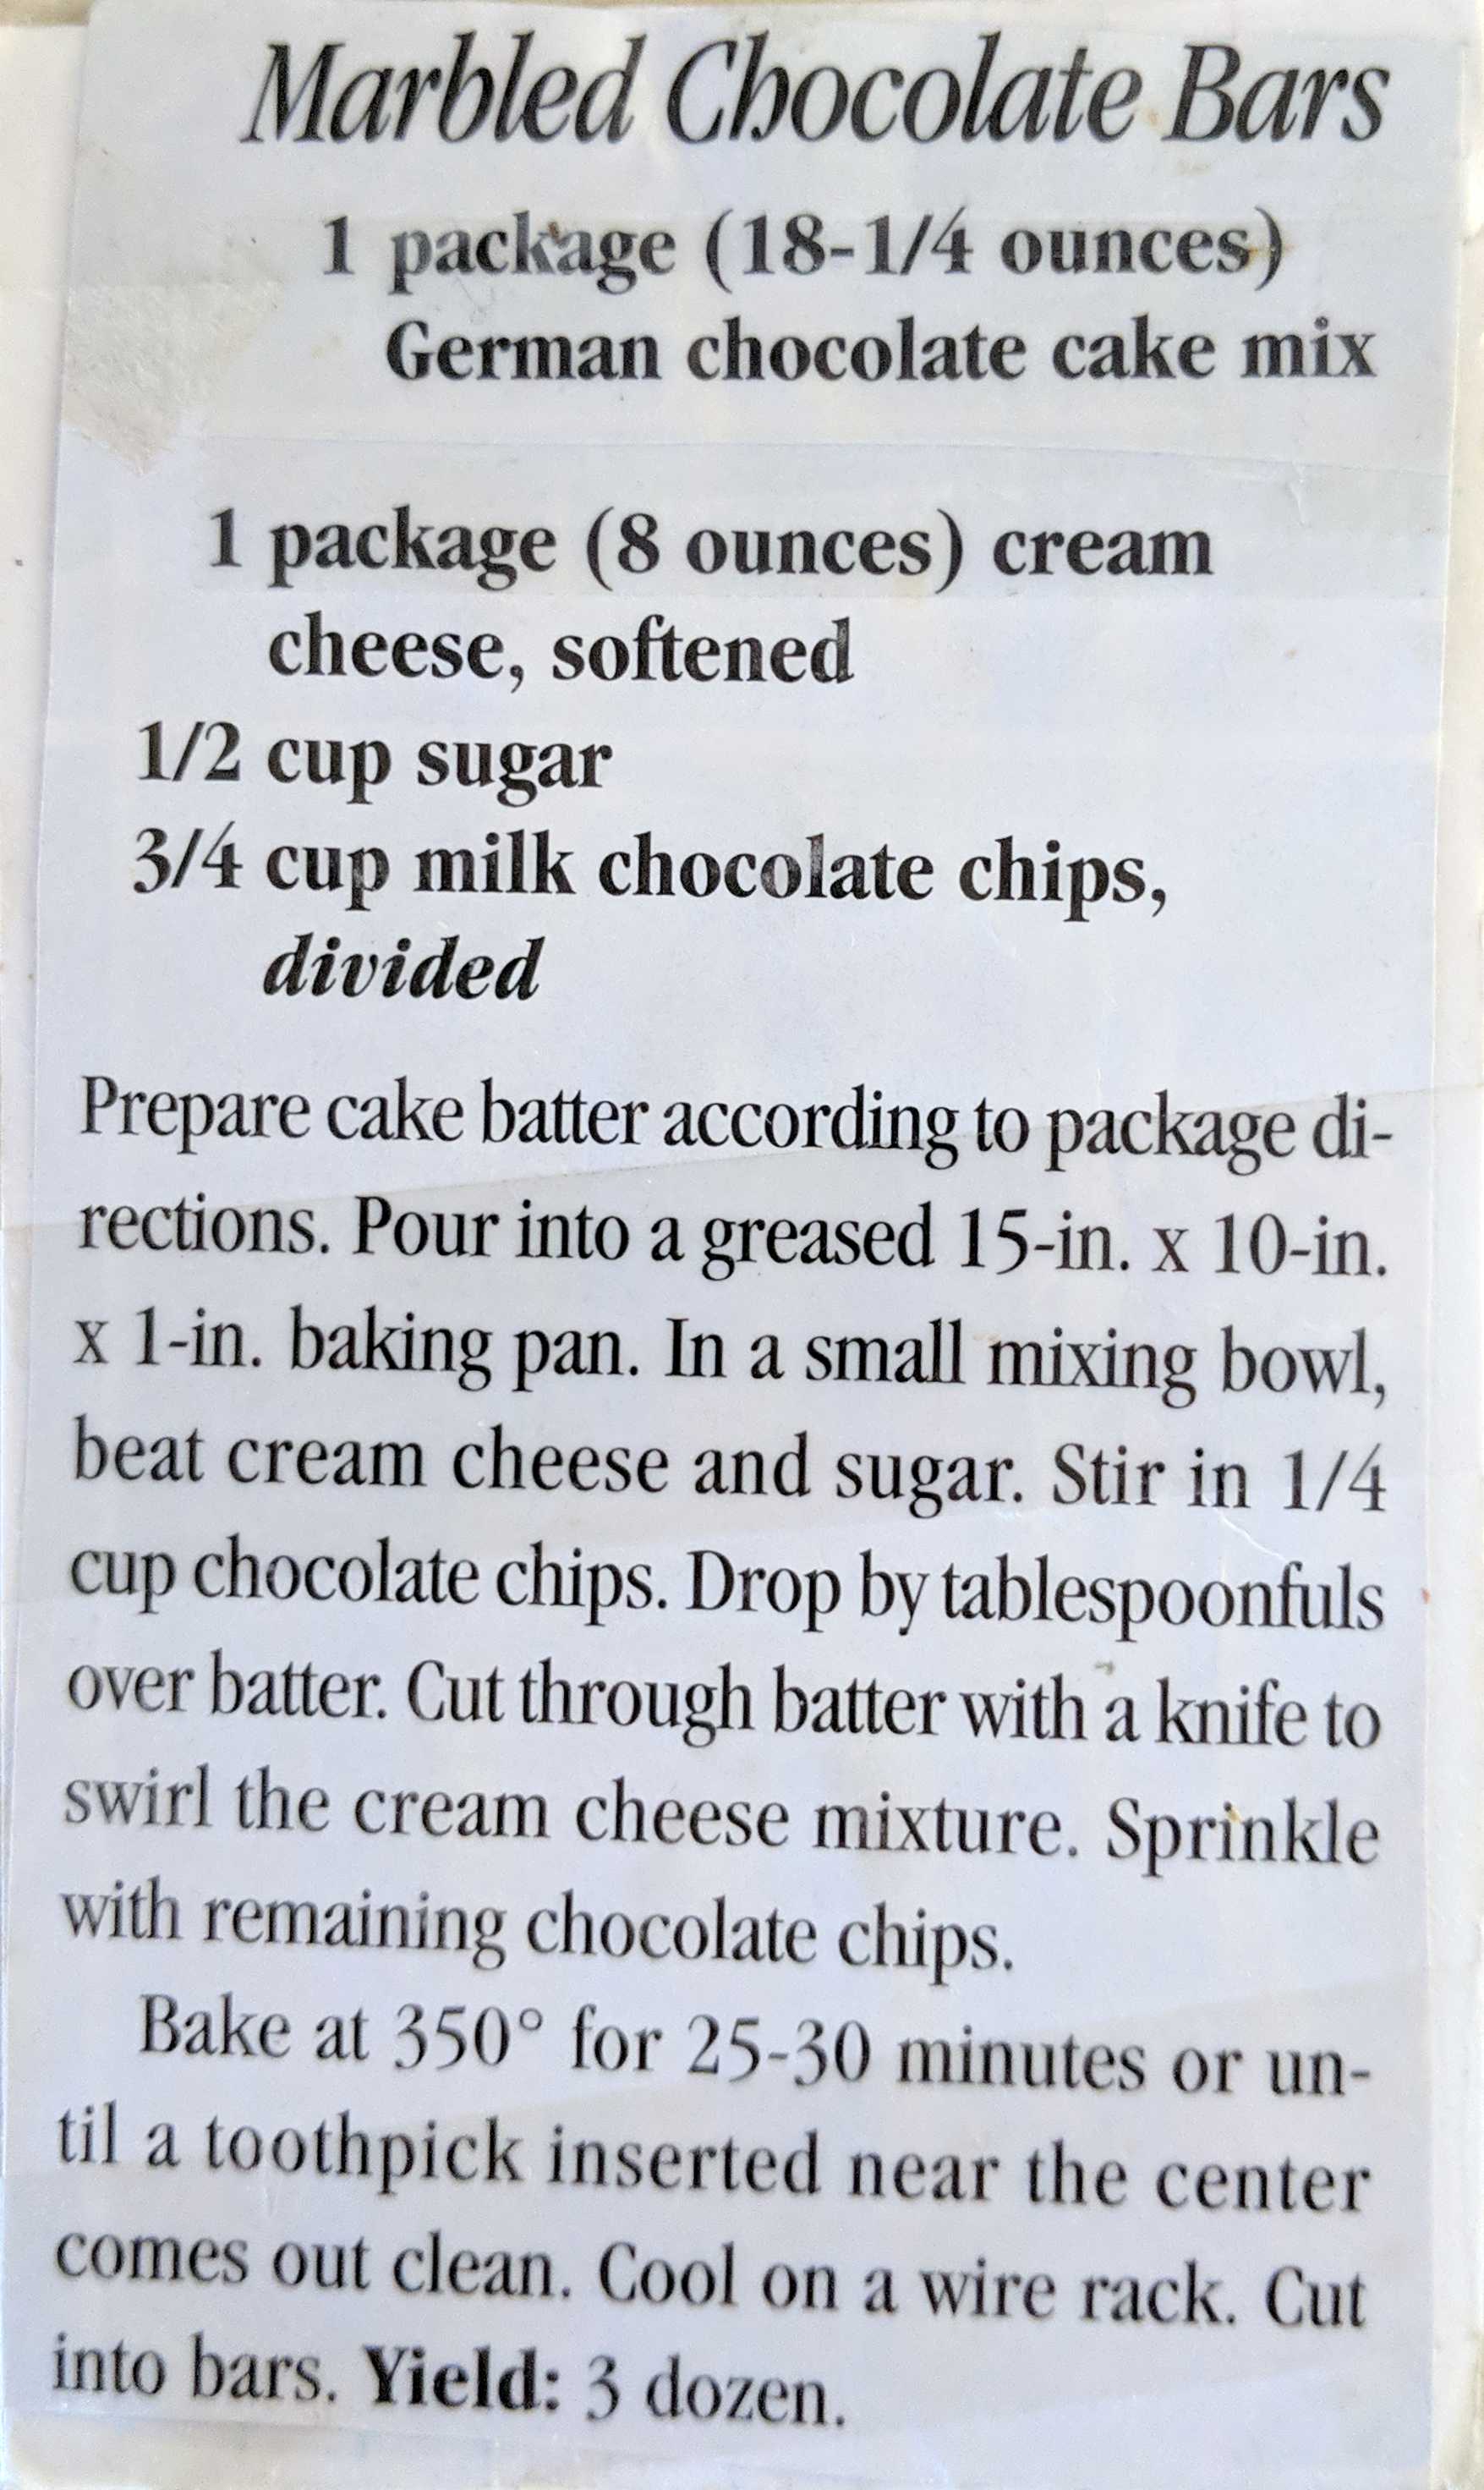 Marbled Chocolate Bars
1 package (18-1/4 ounces)
German chocolate cake mix
1 package (8 ounces) cream
cheese, softened
1/2 cup sugar
3/4 cup milk chocolate chips,
divided
Prepare cake batter according to package di-
rections. Pour into a greased 15-in. x 10-in.
x 1-in. baking pan. In a small mixing bowl,
beat cream cheese and sugar. Stir in 1/4
cup chocolate chips. Drop by tablespoonfuls
over batter. Cut through batter with a knife to
swirl the cream cheese mixture. Sprinkle
with remaining chocolate chips.
Bake at 350° for 25-30 minutes or un-
til a toothpick inserted near the center
comes out clean. Cool on a wire rack. Cut
into bars. Yield: 3 dozen.